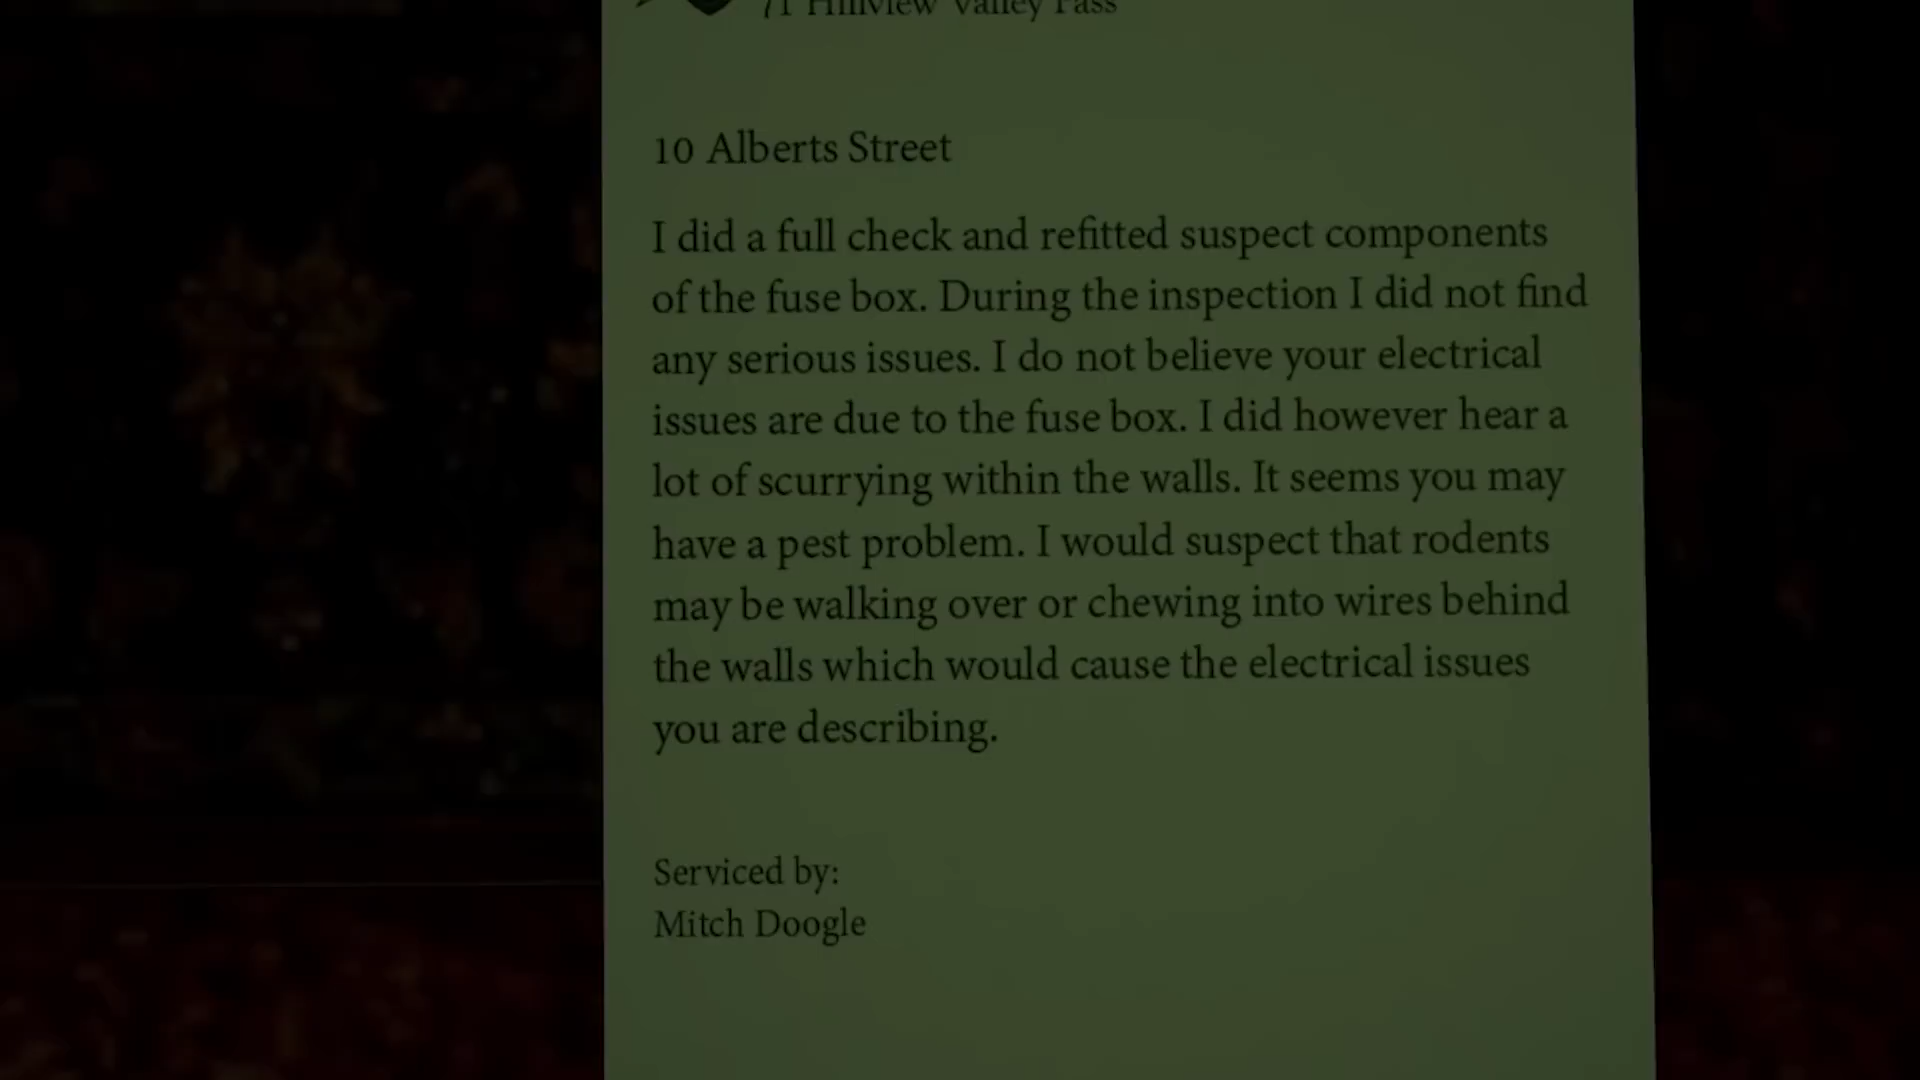 71 Hillview Valley Pass
10 Alberts Street
I did a full check and refitted suspect components
of the fuse box. During the inspection I did not find
any serious issues. I do not believe your electrical
issues are due to the fuse box. I did however hear a
lot of scurrying within the walls. It seems you may
have a pest problem. I would suspect that rodents
may be walking over or chewing into wires behind
the walls which would cause the electrical issues
you are describing.
Serviced by:
Mitch Doogle